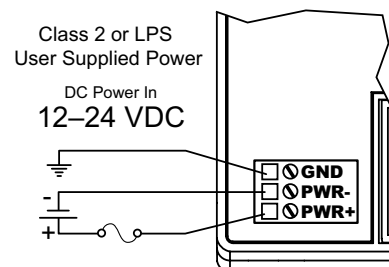 Class 2 or LPS
User Supplied Power
DC Power In
12–24 VDC
GND
PWR-
PWR+
-
+